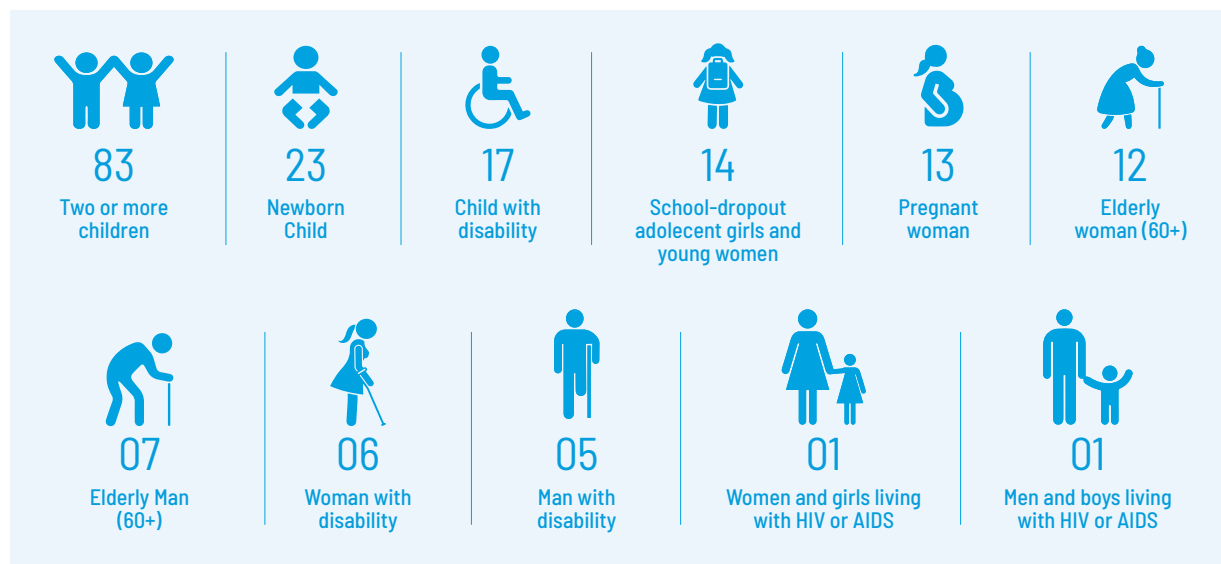 83
Two or more
children
23
Newborn
Child
17
Child with
disability
14
School-dropout
adolecent girls and
young women
13
Pregnant
woman
12
Elderly
woman (60+)
07
Elderly Man
(60+)
06
Woman with
disability
05
Man with
disability
01
Women and girls living
with HIV or AIDS
01
Men and boys living
with HIV or AIDS